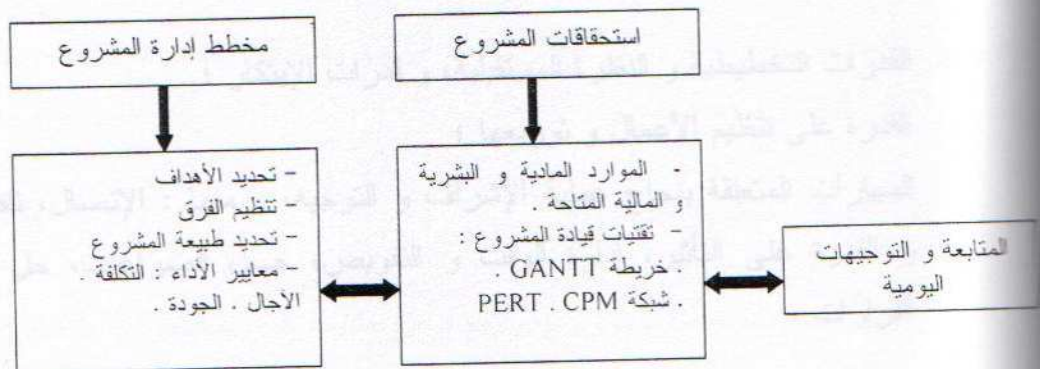 مخطط إدارة المشروع
استحقاقات المشروع
- تحديد الأهداف
- تنظيم الفرق
- تحديد طبيعة المشروع
- معايير الأداء : التكلفة .
الآجال . الجودة .
- الموارد المادية و البشرية
و المالية المتاحة .
- تقنيات قيادة المشروع :
. خريطة GANTT .
. شبكة PERT . CPM
المتابعة و التوجيهات
اليومية